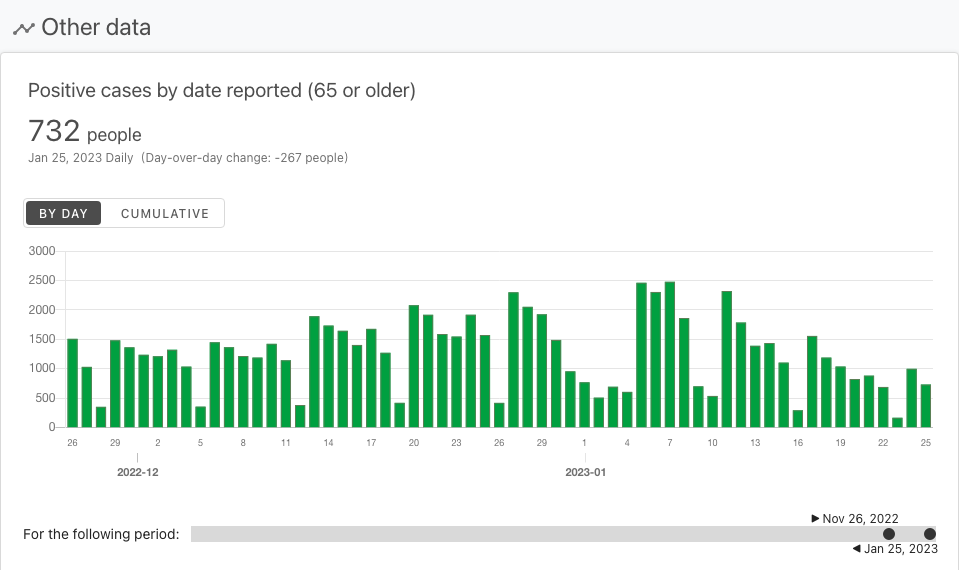 Other data
Positive cases by date reported (65 or older)
732 people
Jan 25, 2023 Daily (Day-over-day change: -267 people)
BY DAY CUMULATIVE
3000
2500
2000
1500
1000
500
0
26 29 2 5 8 11 14 17 20 23 26 29 1 4 7 10 13 16 19 22 25
2022-12 2023-01
▶ Nov 26, 2022
For the following period:
◀ Jan 25, 2023